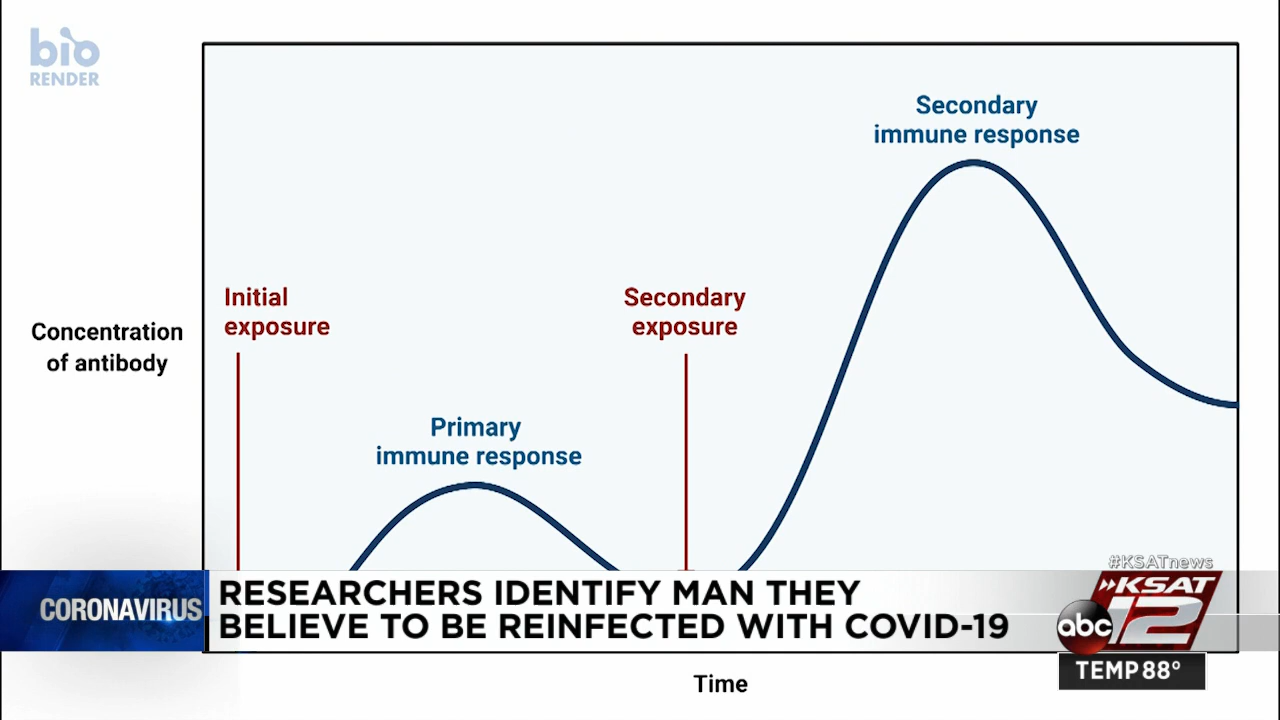 bio
RENDER
Secondary
immune response
Initial
exposure
Secondary
exposure
Concentration
of antibody
Primary
immune response
#KSATnews
CORONAVIRUS
RESEARCHERS IDENTIFY MAN THEY
BELIEVE TO BE REINFECTED WITH COVID-19
KSAT
abc
12
TEMP 88°
Time